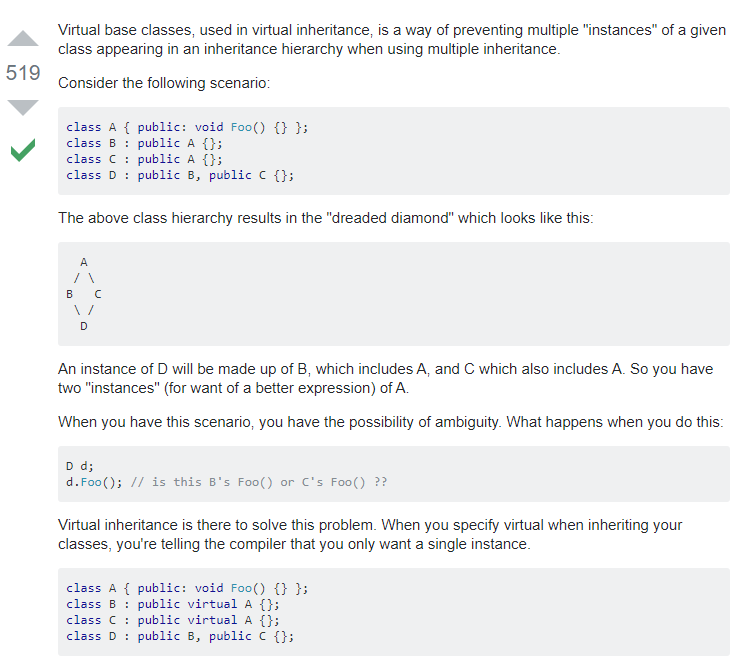 Virtual base classes, used in virtual inheritance, is a way of preventing multiple "instances" of a given
class appearing in an inheritance hierarchy when using multiple inheritance.
519
Consider the following scenario:
class A { public: void Foo() {} };
class B : public A {};
class C : public A {};
class D : public B, public C {};
The above class hierarchy results in the "dreaded diamond" which looks like this:
  A
 / \
B   C
 \ /
  D
An instance of D will be made up of B, which includes A, and C which also includes A. So you have
two "instances" (for want of a better expression) of A.
When you have this scenario, you have the possibility of ambiguity. What happens when you do this:
D d;
d.Foo(); // is this B's Foo() or C's Foo() ??
Virtual inheritance is there to solve this problem. When you specify virtual when inheriting your
classes, you're telling the compiler that you only want a single instance.
class A { public: void Foo() {} };
class B : public virtual A {};
class C : public virtual A {};
class D : public B, public C {};